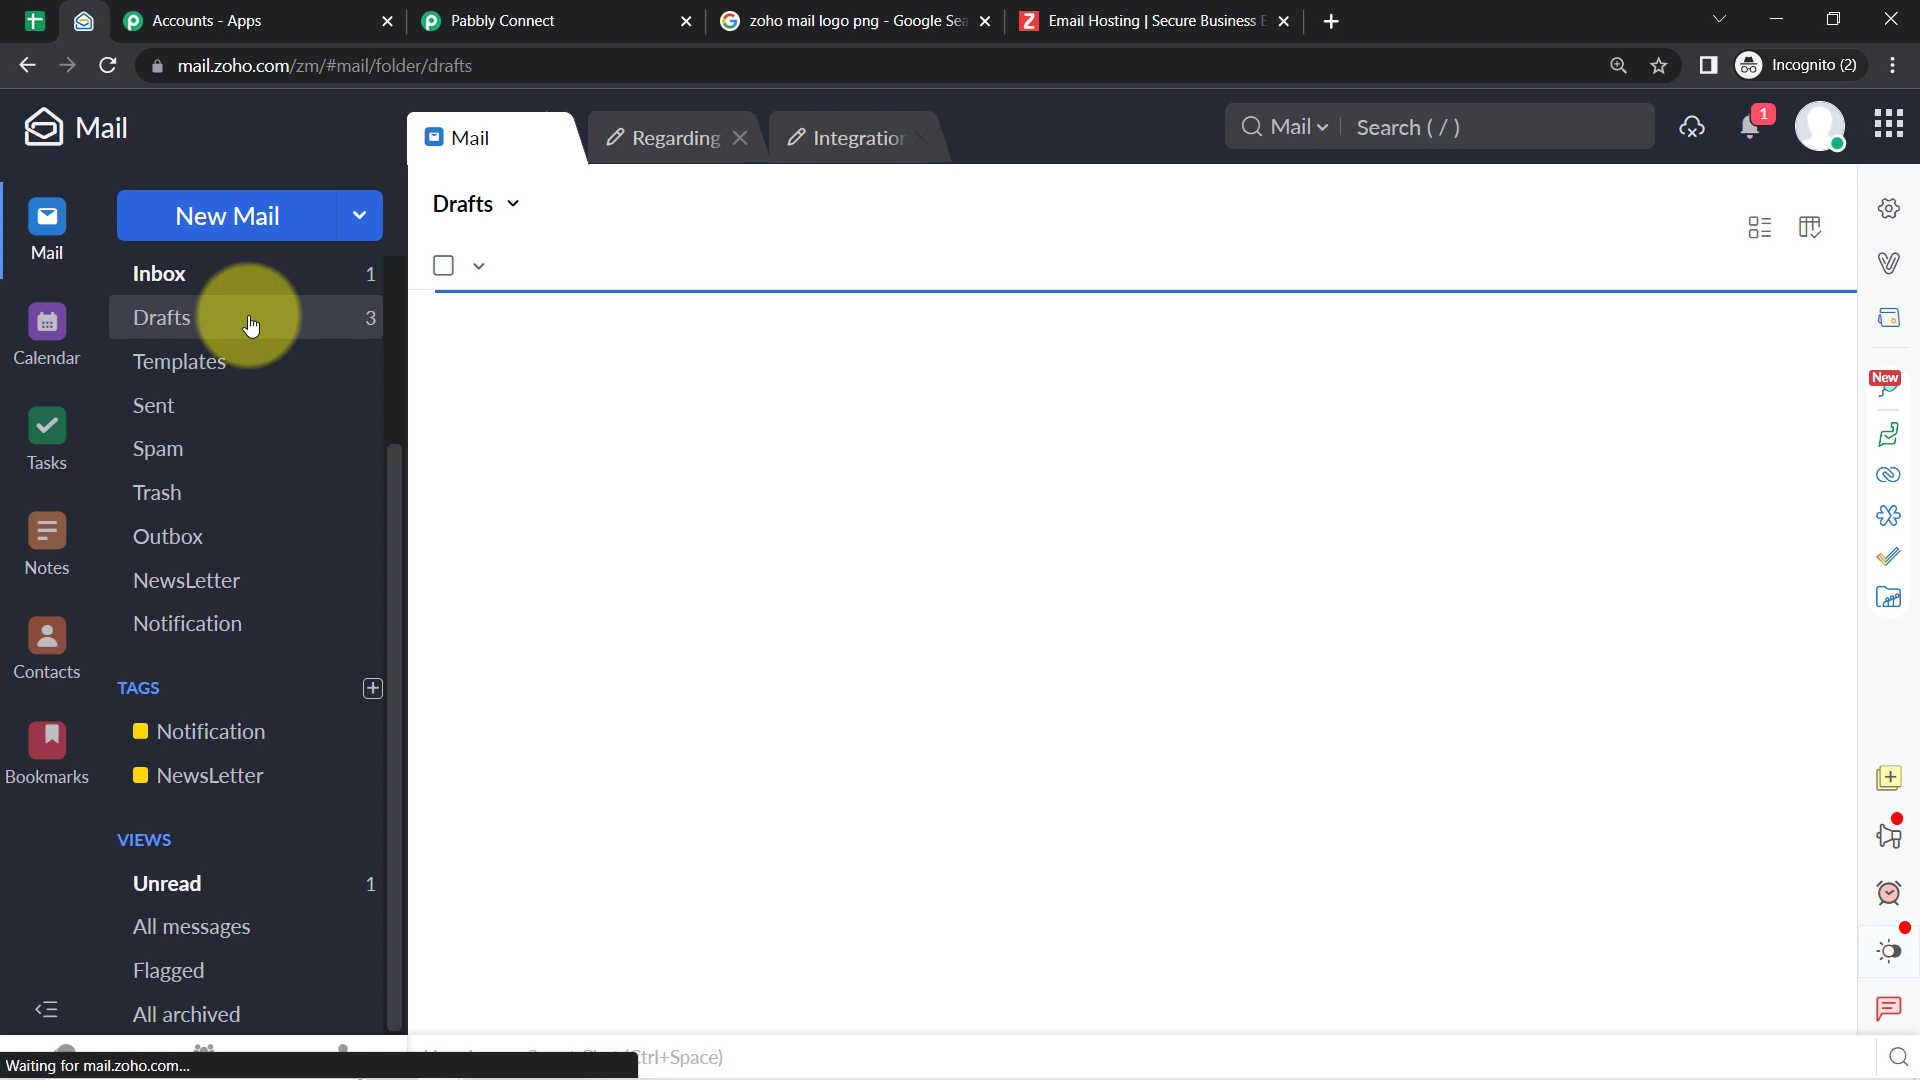 Accounts - Apps
Pabbly Connect
zoho mail logo png - Google Sea
Email Hosting | Secure Business E
mail.zoho.com/zm/#mail/folder/drafts
Incognito (2)
Mail
Mail
Regarding
Integration
Mail
Search ( / )
1
New Mail
Drafts
Mail
Calendar
Tasks
Notes
Contacts
Bookmarks
Inbox 1
Drafts 3
Templates
Sent
Spam
Trash
Outbox
NewsLetter
Notification
TAGS
Notification
NewsLetter
VIEWS
Unread 1
All messages
Flagged
All archived
New
Ctrl+Space)
Waiting for mail.zoho.com...